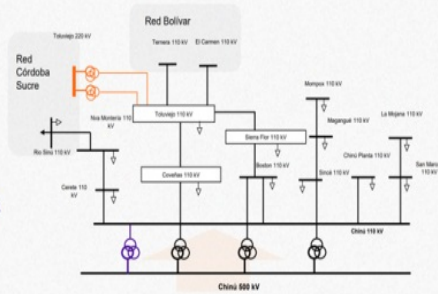 Red Bolívar
Toluviejo 220 kV
Ternera 110 kV
El Carmen 110 kV
Red
Córdoba
Sucre
Mompox 110 kV
Nva Montería 110
kV
Toluviejo 110 kV
Magangué 110 kV
La Mojana 110 kV
Sierra Flor 110 kV
Rio Sinú 110 kV
Boston 110 kV
Chinú Planta 110 kV
San Marcos
110 kV
Coveñas 110 kV
Sincé 110 kV
Cereté 110
kV
Chinú 110 kV
Chinú 500 kV